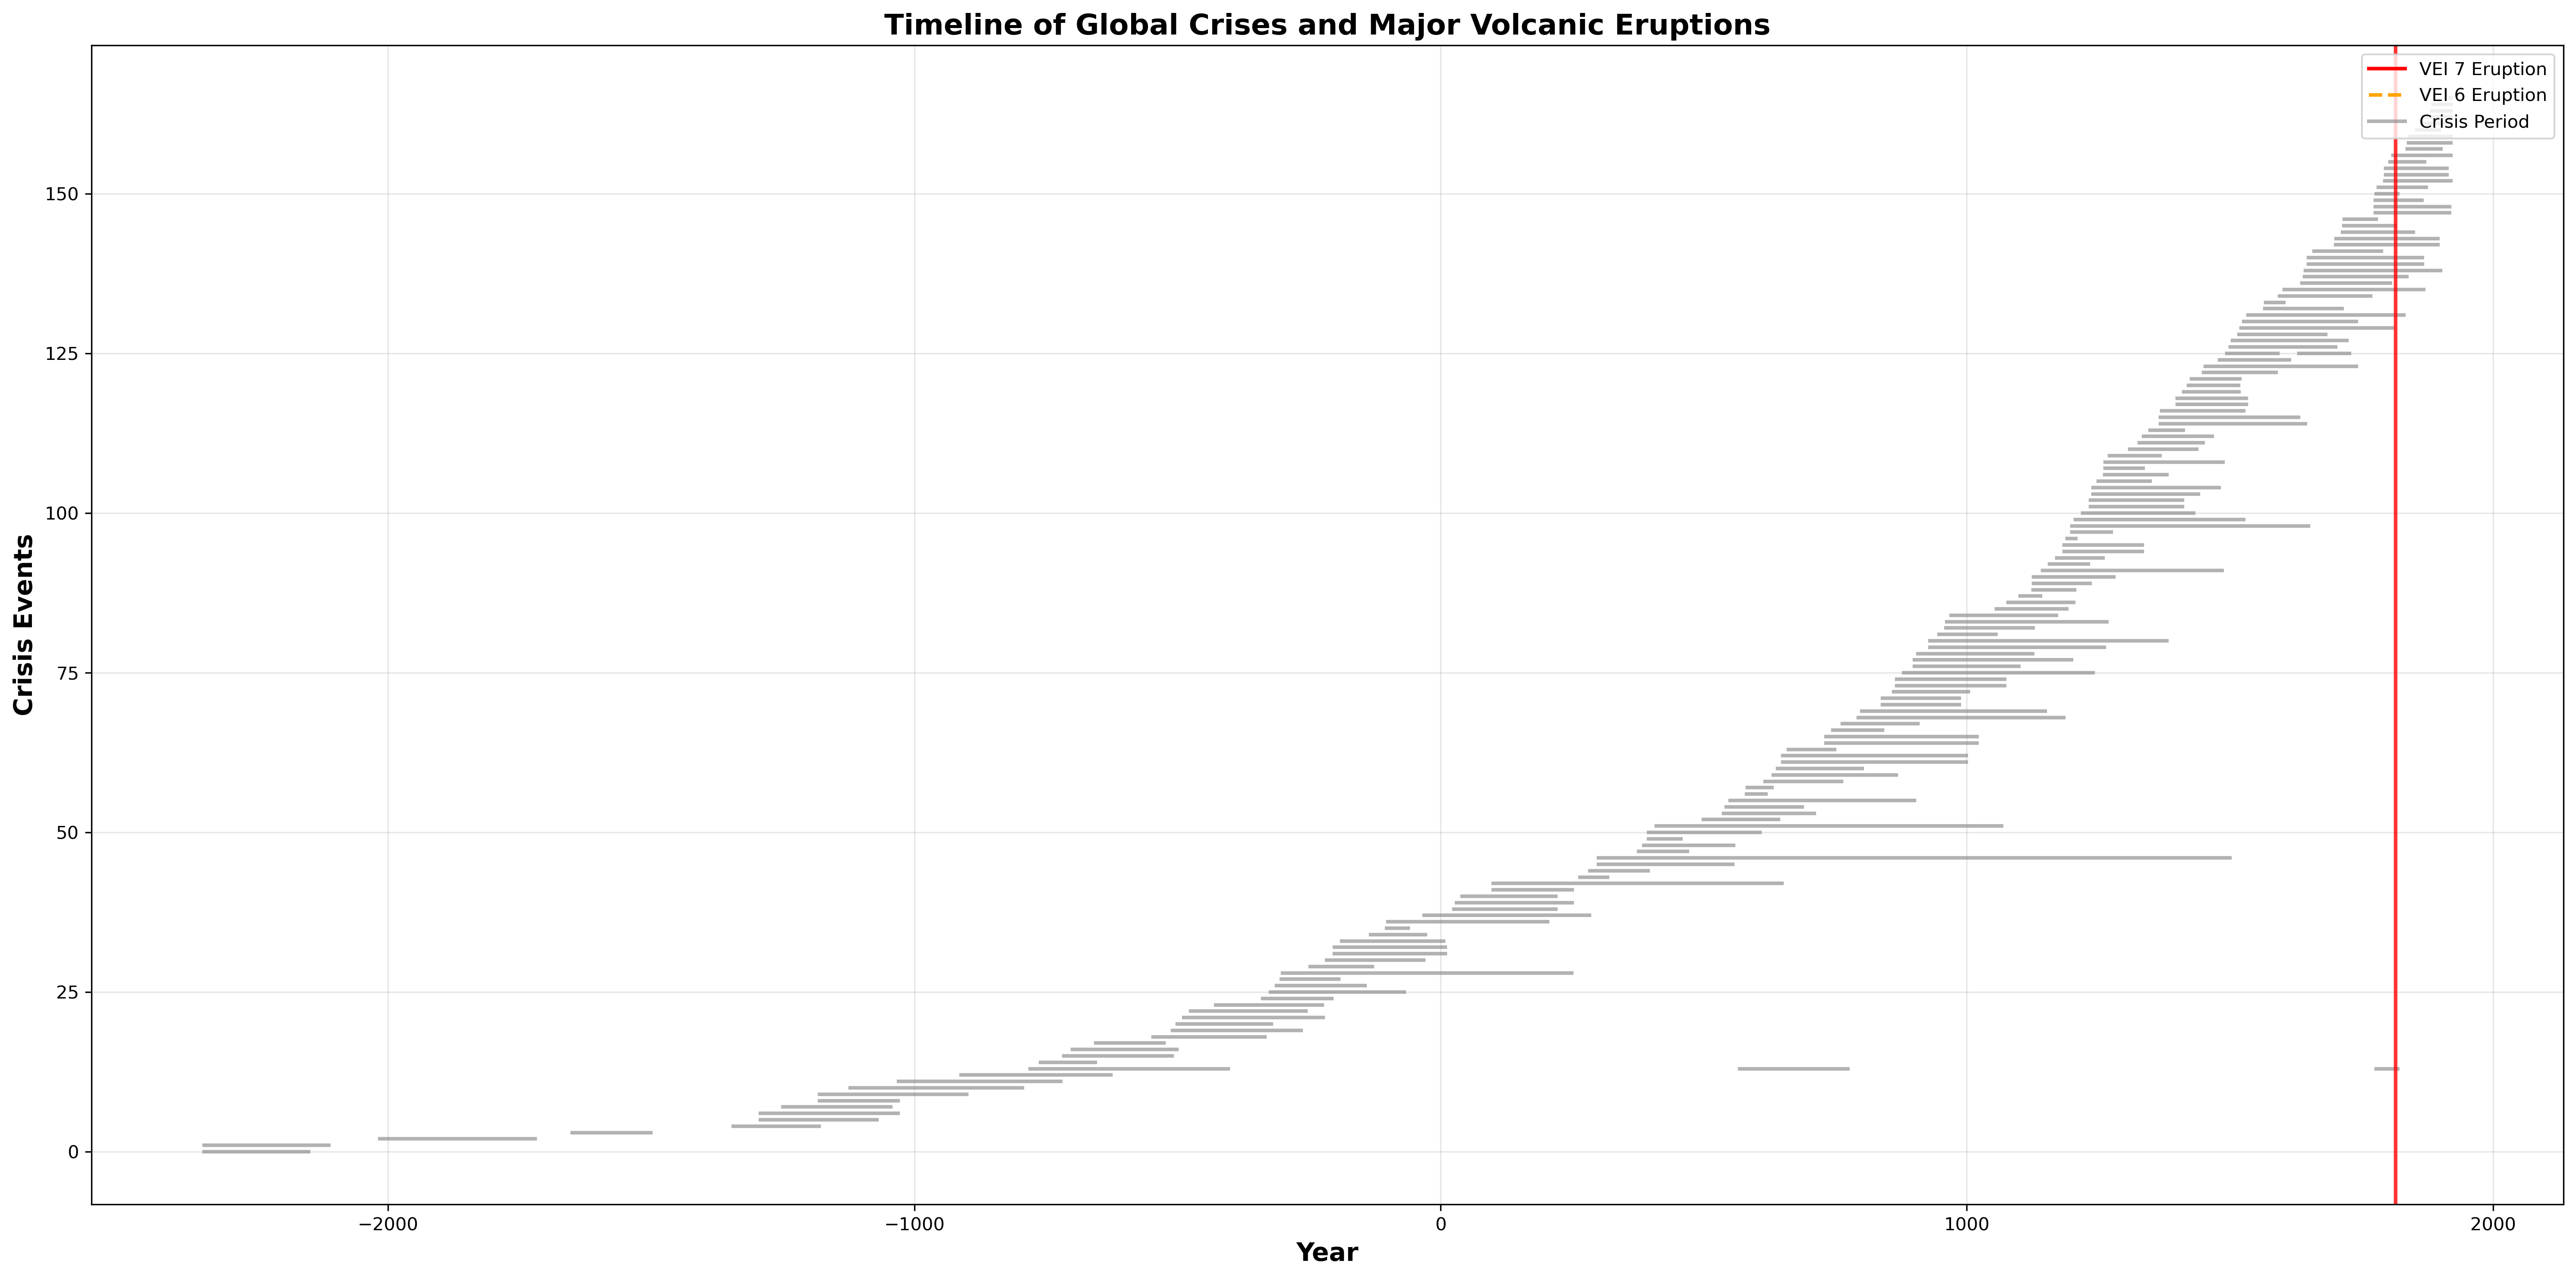 Timeline of Global Crises and Major Volcanic Eruptions
VEI 7 Eruption
VEI 6 Eruption
Crisis Period
Crisis Events
150
125
100
75
50
25
0
−2000
−1000
0
1000
2000
Year